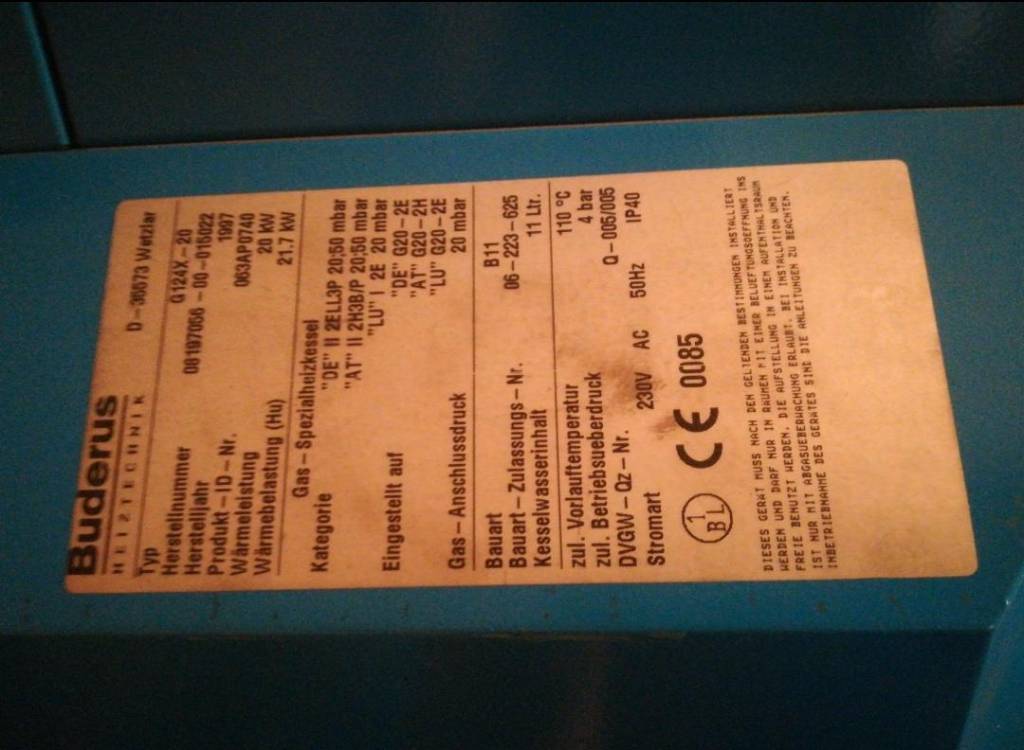 Buderus
HEIZTECHNIK D-35573 Wetzlar
Typ G124X-20
Herstellnummer 08187056-00-015022
Herstelljahr 1997
Produkt-ID-Nr. 063AP0740
Wärmeleistung 20 kW
Wärmebelastung (Hu) 21,7 kW
Gas-Spezialheizkessel
Kategorie "DE" II 2ELL3P 20;50 mbar
"AT" II 2H3B/P 20;50 mbar
"LU" I 2E 20 mbar
Eingestellt auf "DE" G20-2E
"AT" G20-2H
"LU" G20-2E
Gas-Anschlussdruck 20 mbar
Bauart B11
Bauart-Zulassungs-Nr. 06-223-625
Kesselwasserinhalt 11 Ltr.
zul. Vorlauftemperatur 110 °C
zul. Betriebsueberdruck 4 bar
DVGW-Qz-Nr. Q-005/005
Stromart 230V AC 50Hz IP40
1BL CE 0085
DIESES GERÄT MUSS NACH DEN GELTENDEN BESTIMMUNGEN INSTALLIERT
WERDEN UND DARF NUR IN RAUMEN MIT EINER BELUEFTUNGSOEFFNUNG INS
FREIE BENUTZT WERDEN. DIE AUFSTELLUNG IN EINEM AUFENTHALTSRAUM
IST NUR MIT ABGASUEBERWACHUNG ERLAUBT. BEI INSTALLATION UND
INBETRIEBNAHME DES GERATES SIND DIE ANLEITUNGEN ZU BEACHTEN.